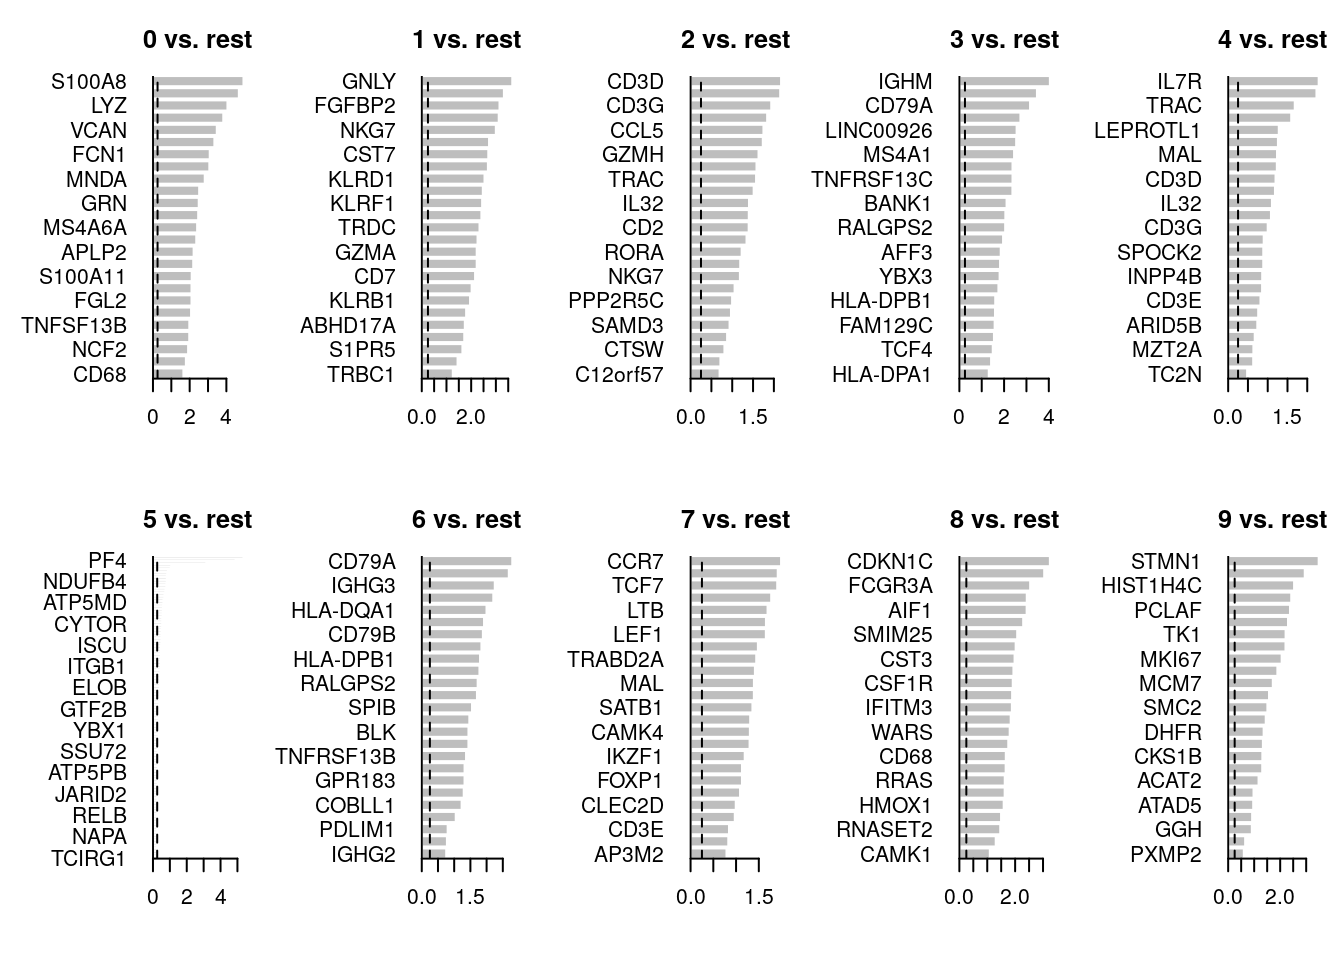 0 vs. rest
S100A8
LYZ
VCAN
FCN1
MNDA
GRN
MS4A6A
APLP2
S100A11
FGL2
TNFSF13B
NCF2
CD68
0 2 4
1 vs. rest
GNLY
FGFBP2
NKG7
CST7
KLRD1
KLRF1
TRDC
GZMA
CD7
KLRB1
ABHD17A
S1PR5
TRBC1
0.0 2.0
2 vs. rest
CD3D
CD3G
CCL5
GZMH
TRAC
IL32
CD2
RORA
NKG7
PPP2R5C
SAMD3
CTSW
C12orf57
0.0 1.5
3 vs. rest
IGHM
CD79A
LINC00926
MS4A1
TNFRSF13C
BANK1
RALGPS2
AFF3
YBX3
HLA-DPB1
FAM129C
TCF4
HLA-DPA1
0 2 4
4 vs. rest
IL7R
TRAC
LEPROTL1
MAL
CD3D
IL32
CD3G
SPOCK2
INPP4B
CD3E
ARID5B
MZT2A
TC2N
0.0 1.5
5 vs. rest
PF4
NDUFB4
ATP5MD
CYTOR
ISCU
ITGB1
ELOB
GTF2B
YBX1
SSU72
ATP5PB
JARID2
RELB
NAPA
TCIRG1
0 2 4
6 vs. rest
CD79A
IGHG3
HLA-DQA1
CD79B
HLA-DPB1
RALGPS2
SPIB
BLK
TNFRSF13B
GPR183
COBLL1
PDLIM1
IGHG2
0.0 1.5
7 vs. rest
CCR7
TCF7
LTB
LEF1
TRABD2A
MAL
SATB1
CAMK4
IKZF1
FOXP1
CLEC2D
CD3E
AP3M2
0.0 1.5
8 vs. rest
CDKN1C
FCGR3A
AIF1
SMIM25
CST3
CSF1R
IFITM3
WARS
CD68
RRAS
HMOX1
RNASET2
CAMK1
0.0 2.0
9 vs. rest
STMN1
HIST1H4C
PCLAF
TK1
MKI67
MCM7
SMC2
DHFR
CKS1B
ACAT2
ATAD5
GGH
PXMP2
0.0 2.0